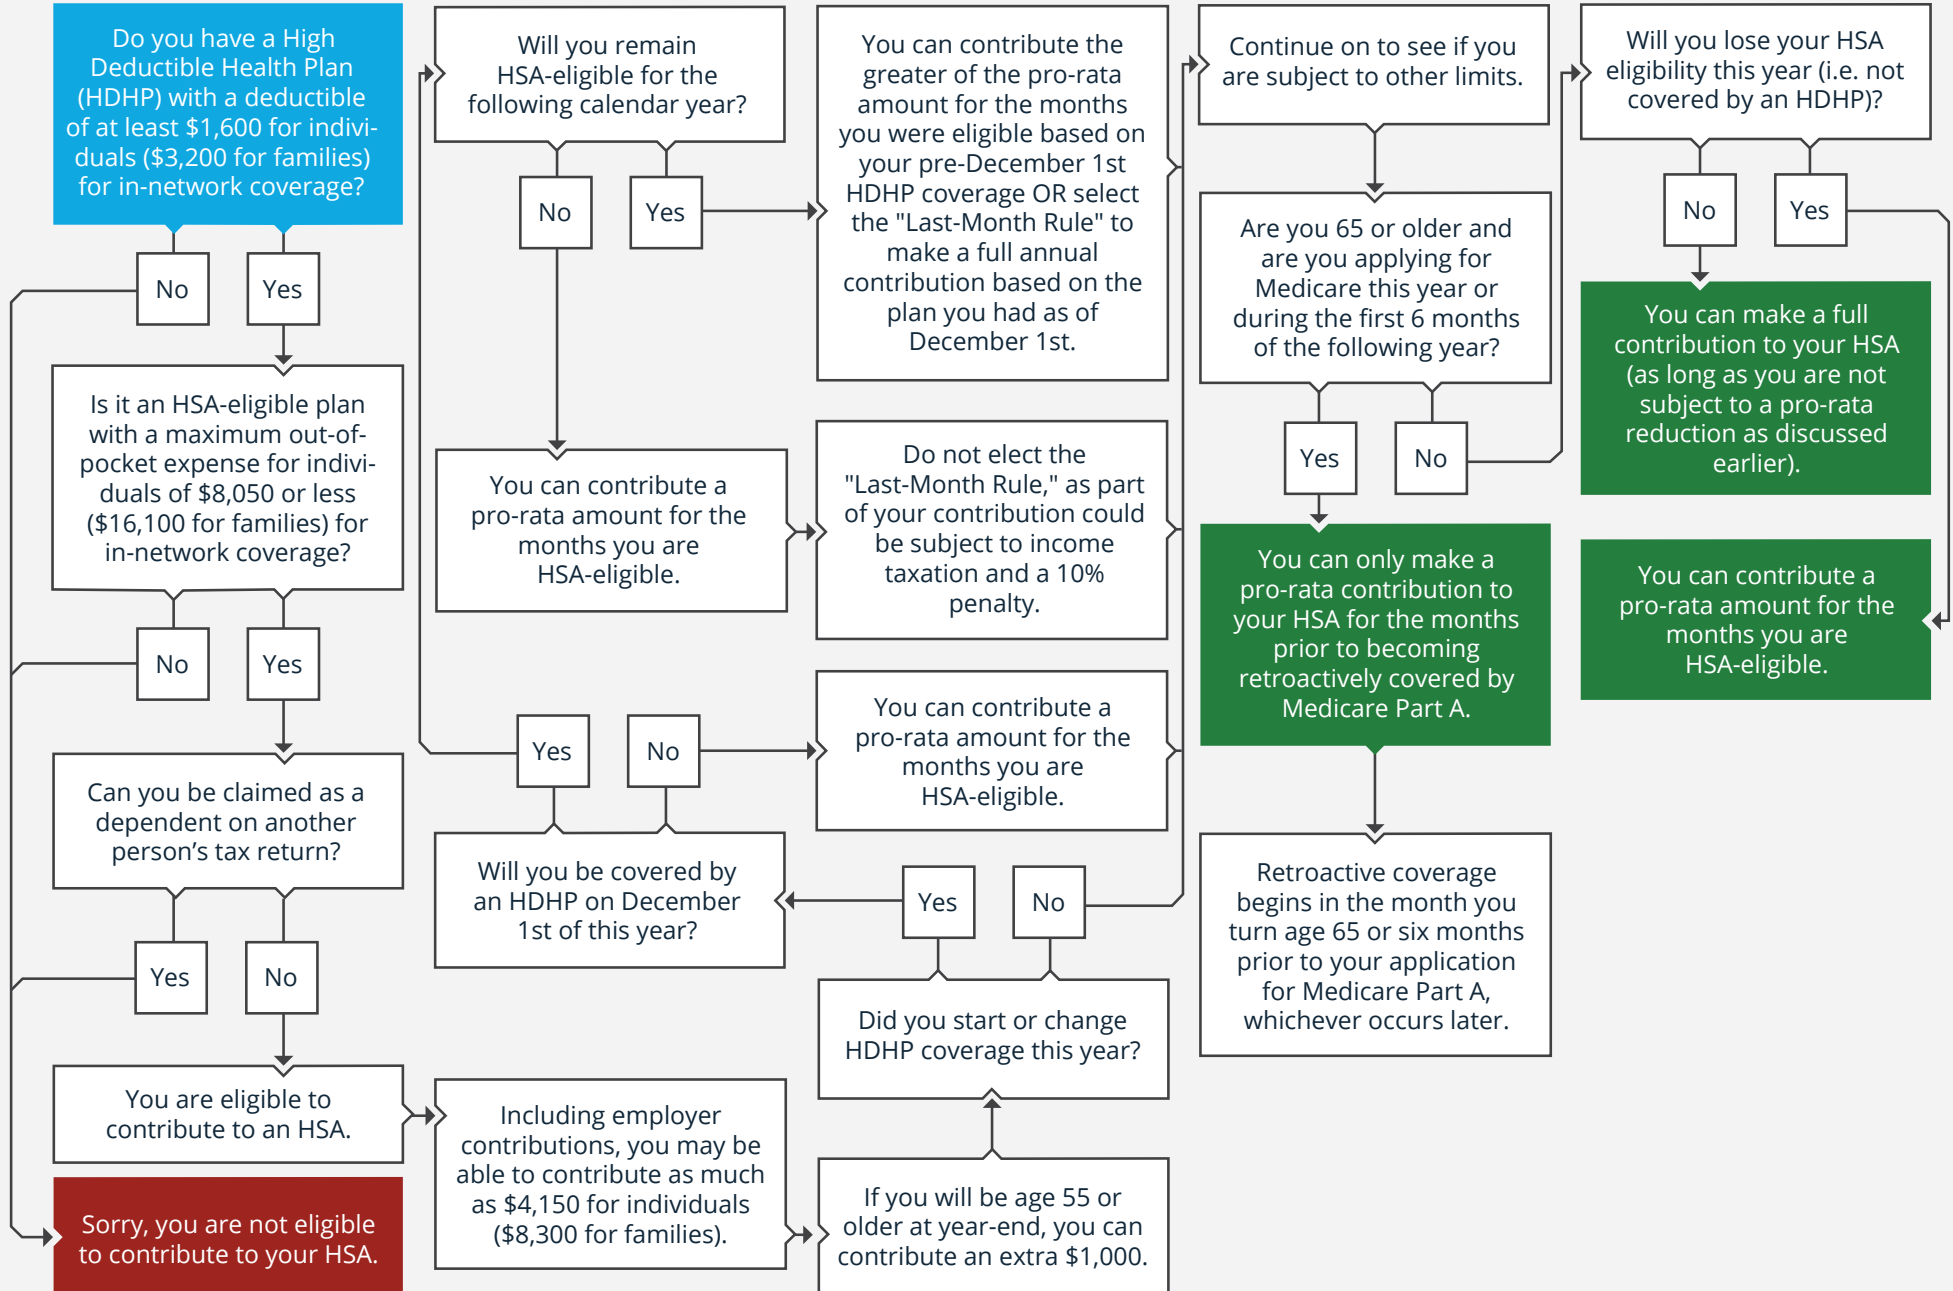 Do you have a High
Deductible Health Plan
(HDHP) with a deductible
of at least $1,600 for indivi-
duals ($3,200 for families)
for in-network coverage?
No
Yes
Is it an HSA-eligible plan
with a maximum out-of-
pocket expense for indivi-
duals of $8,050 or less
($16,100 for families) for
in-network coverage?
No
Yes
Can you be claimed as a
dependent on another
person’s tax return?
Yes
No
You are eligible to
contribute to an HSA.
Sorry, you are not eligible
to contribute to your HSA.
Including employer
contributions, you may be
able to contribute as much
as $4,150 for individuals
($8,300 for families).
If you will be age 55 or
older at year-end, you can
contribute an extra $1,000.
Did you start or change
HDHP coverage this year?
Yes
No
Will you be covered by
an HDHP on December
1st of this year?
Yes
No
You can contribute a
pro-rata amount for the
months you are
HSA-eligible.
Will you remain
HSA-eligible for the
following calendar year?
No
Yes
You can contribute the
greater of the pro-rata
amount for the months
you were eligible based on
your pre-December 1st
HDHP coverage OR select
the "Last-Month Rule" to
make a full annual
contribution based on the
plan you had as of
December 1st.
You can contribute a
pro-rata amount for the
months you are
HSA-eligible.
Do not elect the
"Last-Month Rule," as part
of your contribution could
be subject to income
taxation and a 10%
penalty.
Continue on to see if you
are subject to other limits.
Are you 65 or older and
are you applying for
Medicare this year or
during the first 6 months
of the following year?
Yes
No
You can only make a
pro-rata contribution to
your HSA for the months
prior to becoming
retroactively covered by
Medicare Part A.
Retroactive coverage
begins in the month you
turn age 65 or six months
prior to your application
for Medicare Part A,
whichever occurs later.
Will you lose your HSA
eligibility this year (i.e. not
covered by an HDHP)?
No
Yes
You can make a full
contribution to your HSA
(as long as you are not
subject to a pro-rata
reduction as discussed
earlier).
You can contribute a
pro-rata amount for the
months you are
HSA-eligible.